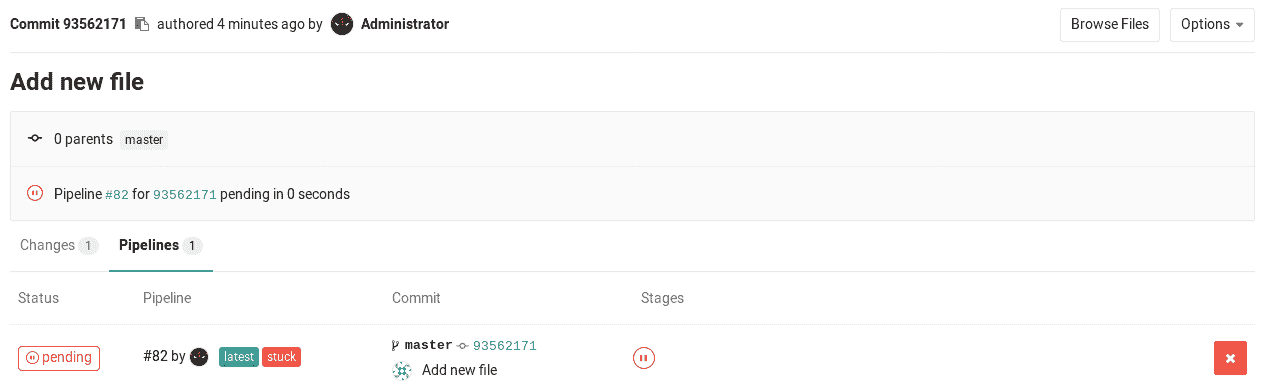 Commit 93562171 authored 4 minutes ago by Administrator Browse Files Options
Add new file
0 parents master
Pipeline #82 for 93562171 pending in 0 seconds
Changes 1 Pipelines 1
Status Pipeline Commit Stages
pending #82 by latest stuck master 93562171
Add new file